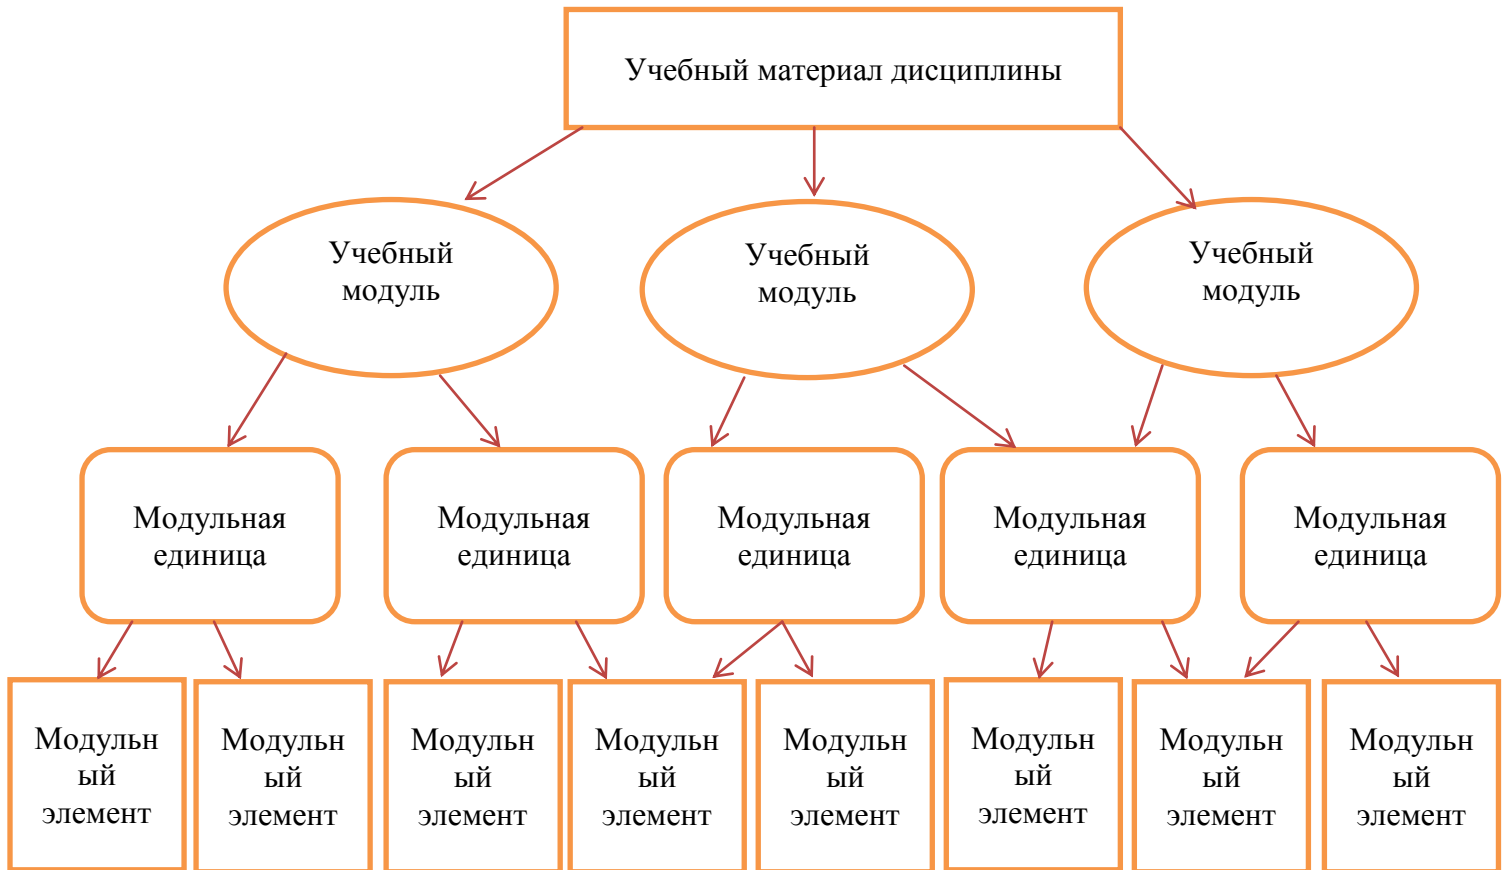 Учебный материал дисциплины
Учебный
модуль
Учебный
модуль
Учебный
модуль
Модульная
единица
Модульная
единица
Модульная
единица
Модульная
единица
Модульная
единица
Модульн
ый
элемент
Модульн
ый
элемент
Модульн
ый
элемент
Модульн
ый
элемент
Модульн
ый
элемент
Модульн
ый
элемент
Модульн
ый
элемент
Модульн
ый
элемент